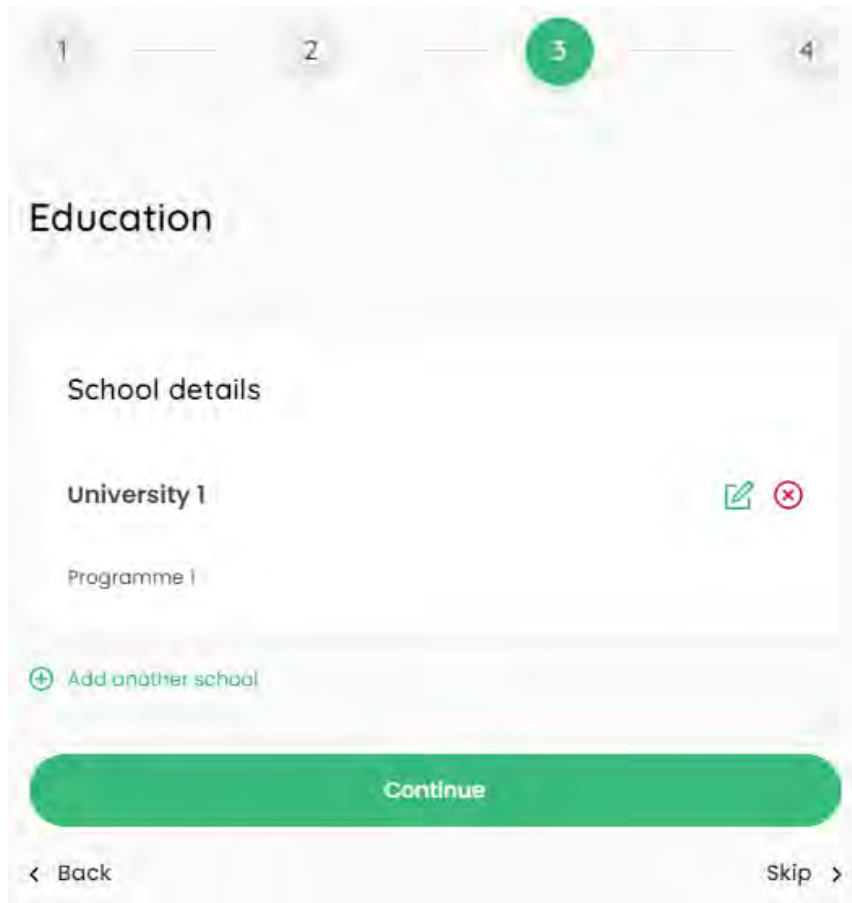 1 2 3 4
Education
School details
University 1
Programme 1
Add another school
Continue
Back Skip